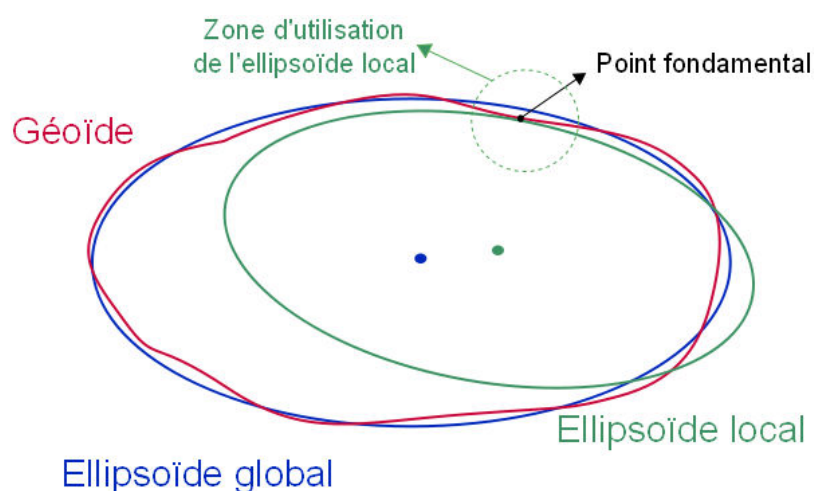 Zone d'utilisation
de l'ellipsoïde local
Point fondamental
Géoïde
Ellipsoïde local
Ellipsoïde global